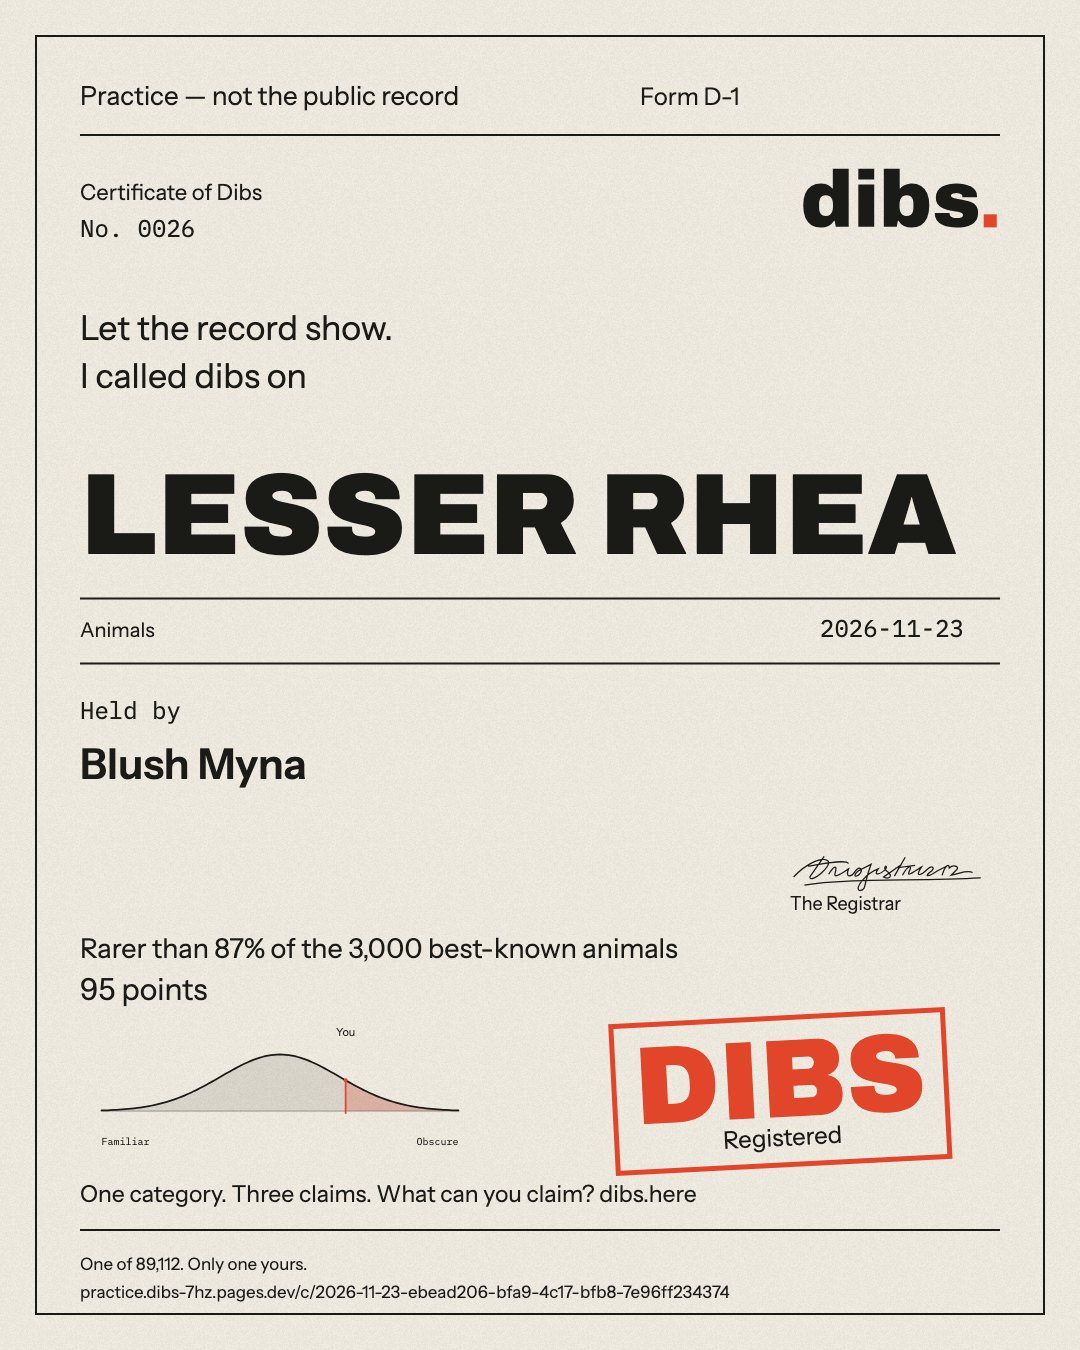 Practice — not the public record
Form D-1
Certificate of Dibs
No. 0026
dibs.
Let the record show.
I called dibs on
LESSER RHEA
Animals
2026-11-23
Held by
Blush Myna
The Registrar
Rarer than 87% of the 3,000 best-known animals
95 points
You
Familiar
Obscure
DIBS
Registered
One category. Three claims. What can you claim? dibs.here
One of 89,112. Only one yours.
practice.dibs-7hz.pages.dev/c/2026-11-23-ebead206-bfa9-4c17-bfb8-7e96ff234374